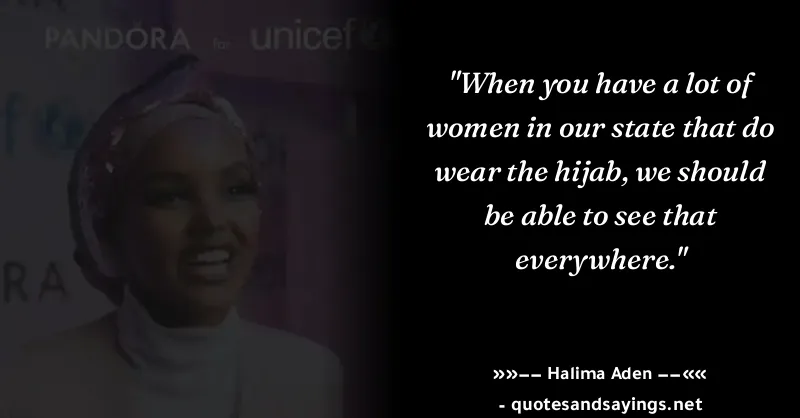 PANDORA for unicef
RA
"When you have a lot of
women in our state that do
wear the hijab, we should
be able to see that
everywhere."
»»−− Halima Aden −−««
- quotesandsayings.net